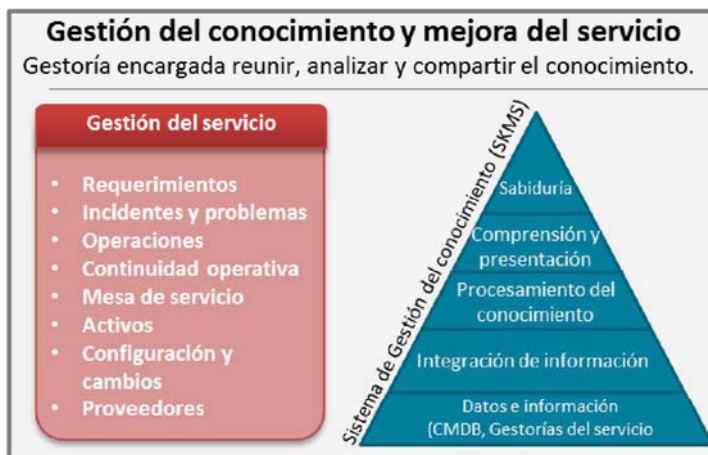 Gestión del conocimiento y mejora del servicio
Gestoría encargada reunir, analizar y compartir el conocimiento.
Gestión del servicio
• Requerimientos
• Incidentes y problemas
• Operaciones
• Continuidad operativa
• Mesa de servicio
• Activos
• Configuración y
cambios
• Proveedores
Sistema de Gestión del conocimiento (SKMS)
Sabiduría
Comprensión y
presentación
Procesamiento del
conocimiento
Integración de información
Datos e información
(CMDB, Gestorías del servicio